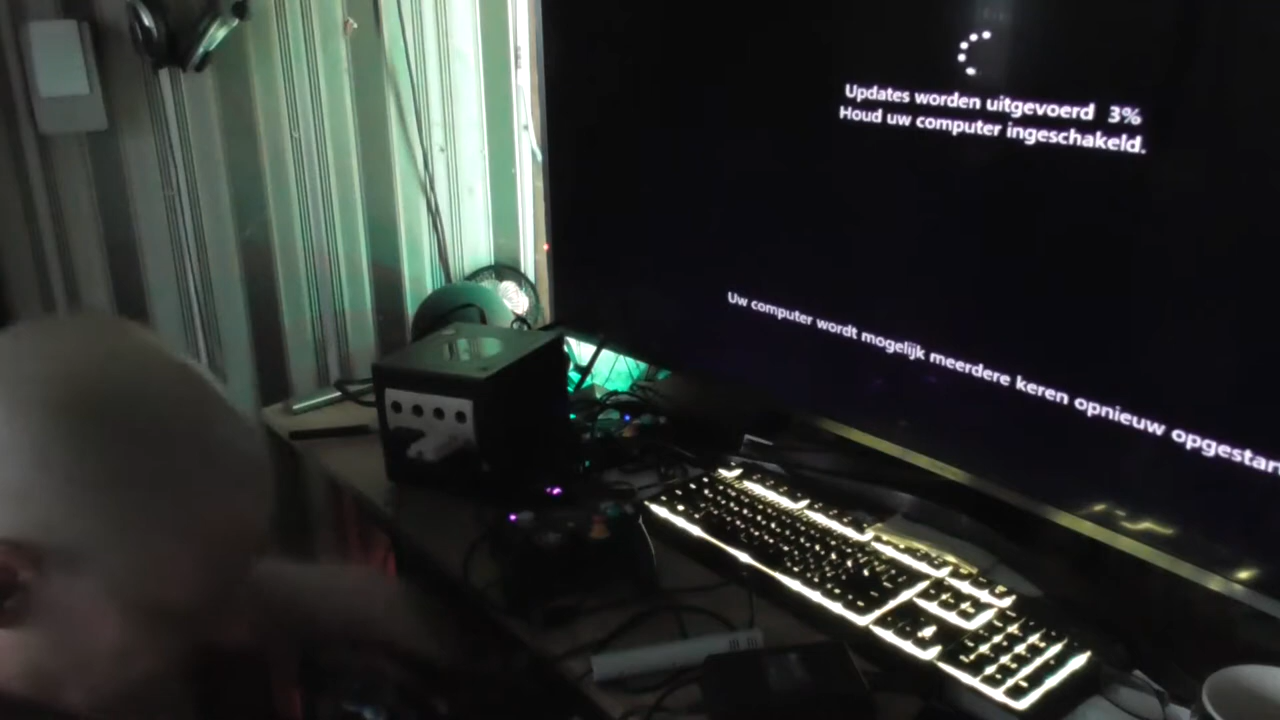 Updates worden uitgevoerd 3%
Houd uw computer ingeschakeld.
Uw computer wordt mogelijk meerdere keren opnieuw